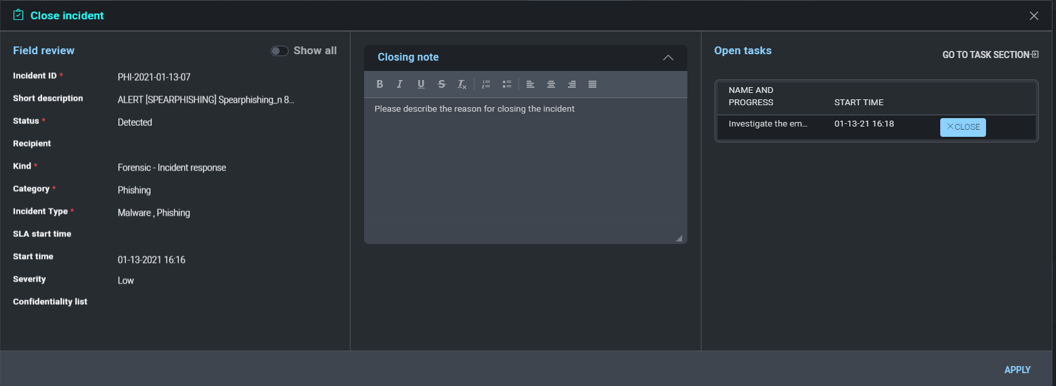 Close incident
Field review
Show all
Incident ID *
PHI-2021-01-13-07
Short description
ALERT [SPEARPHISHING] Spearphishing_n 8...
Status *
Detected
Recipient
Kind *
Forensic - Incident response
Category *
Phishing
Incident Type *
Malware , Phishing
SLA start time
Start time
01-13-2021 16:16
Severity
Low
Confidentiality list
Closing note
B I U S Tx
Please describe the reason for closing the incident
Open tasks
GO TO TASK SECTION
NAME AND
PROGRESS
START TIME
Investigate the em...
01-13-21 16:18
CLOSE
APPLY